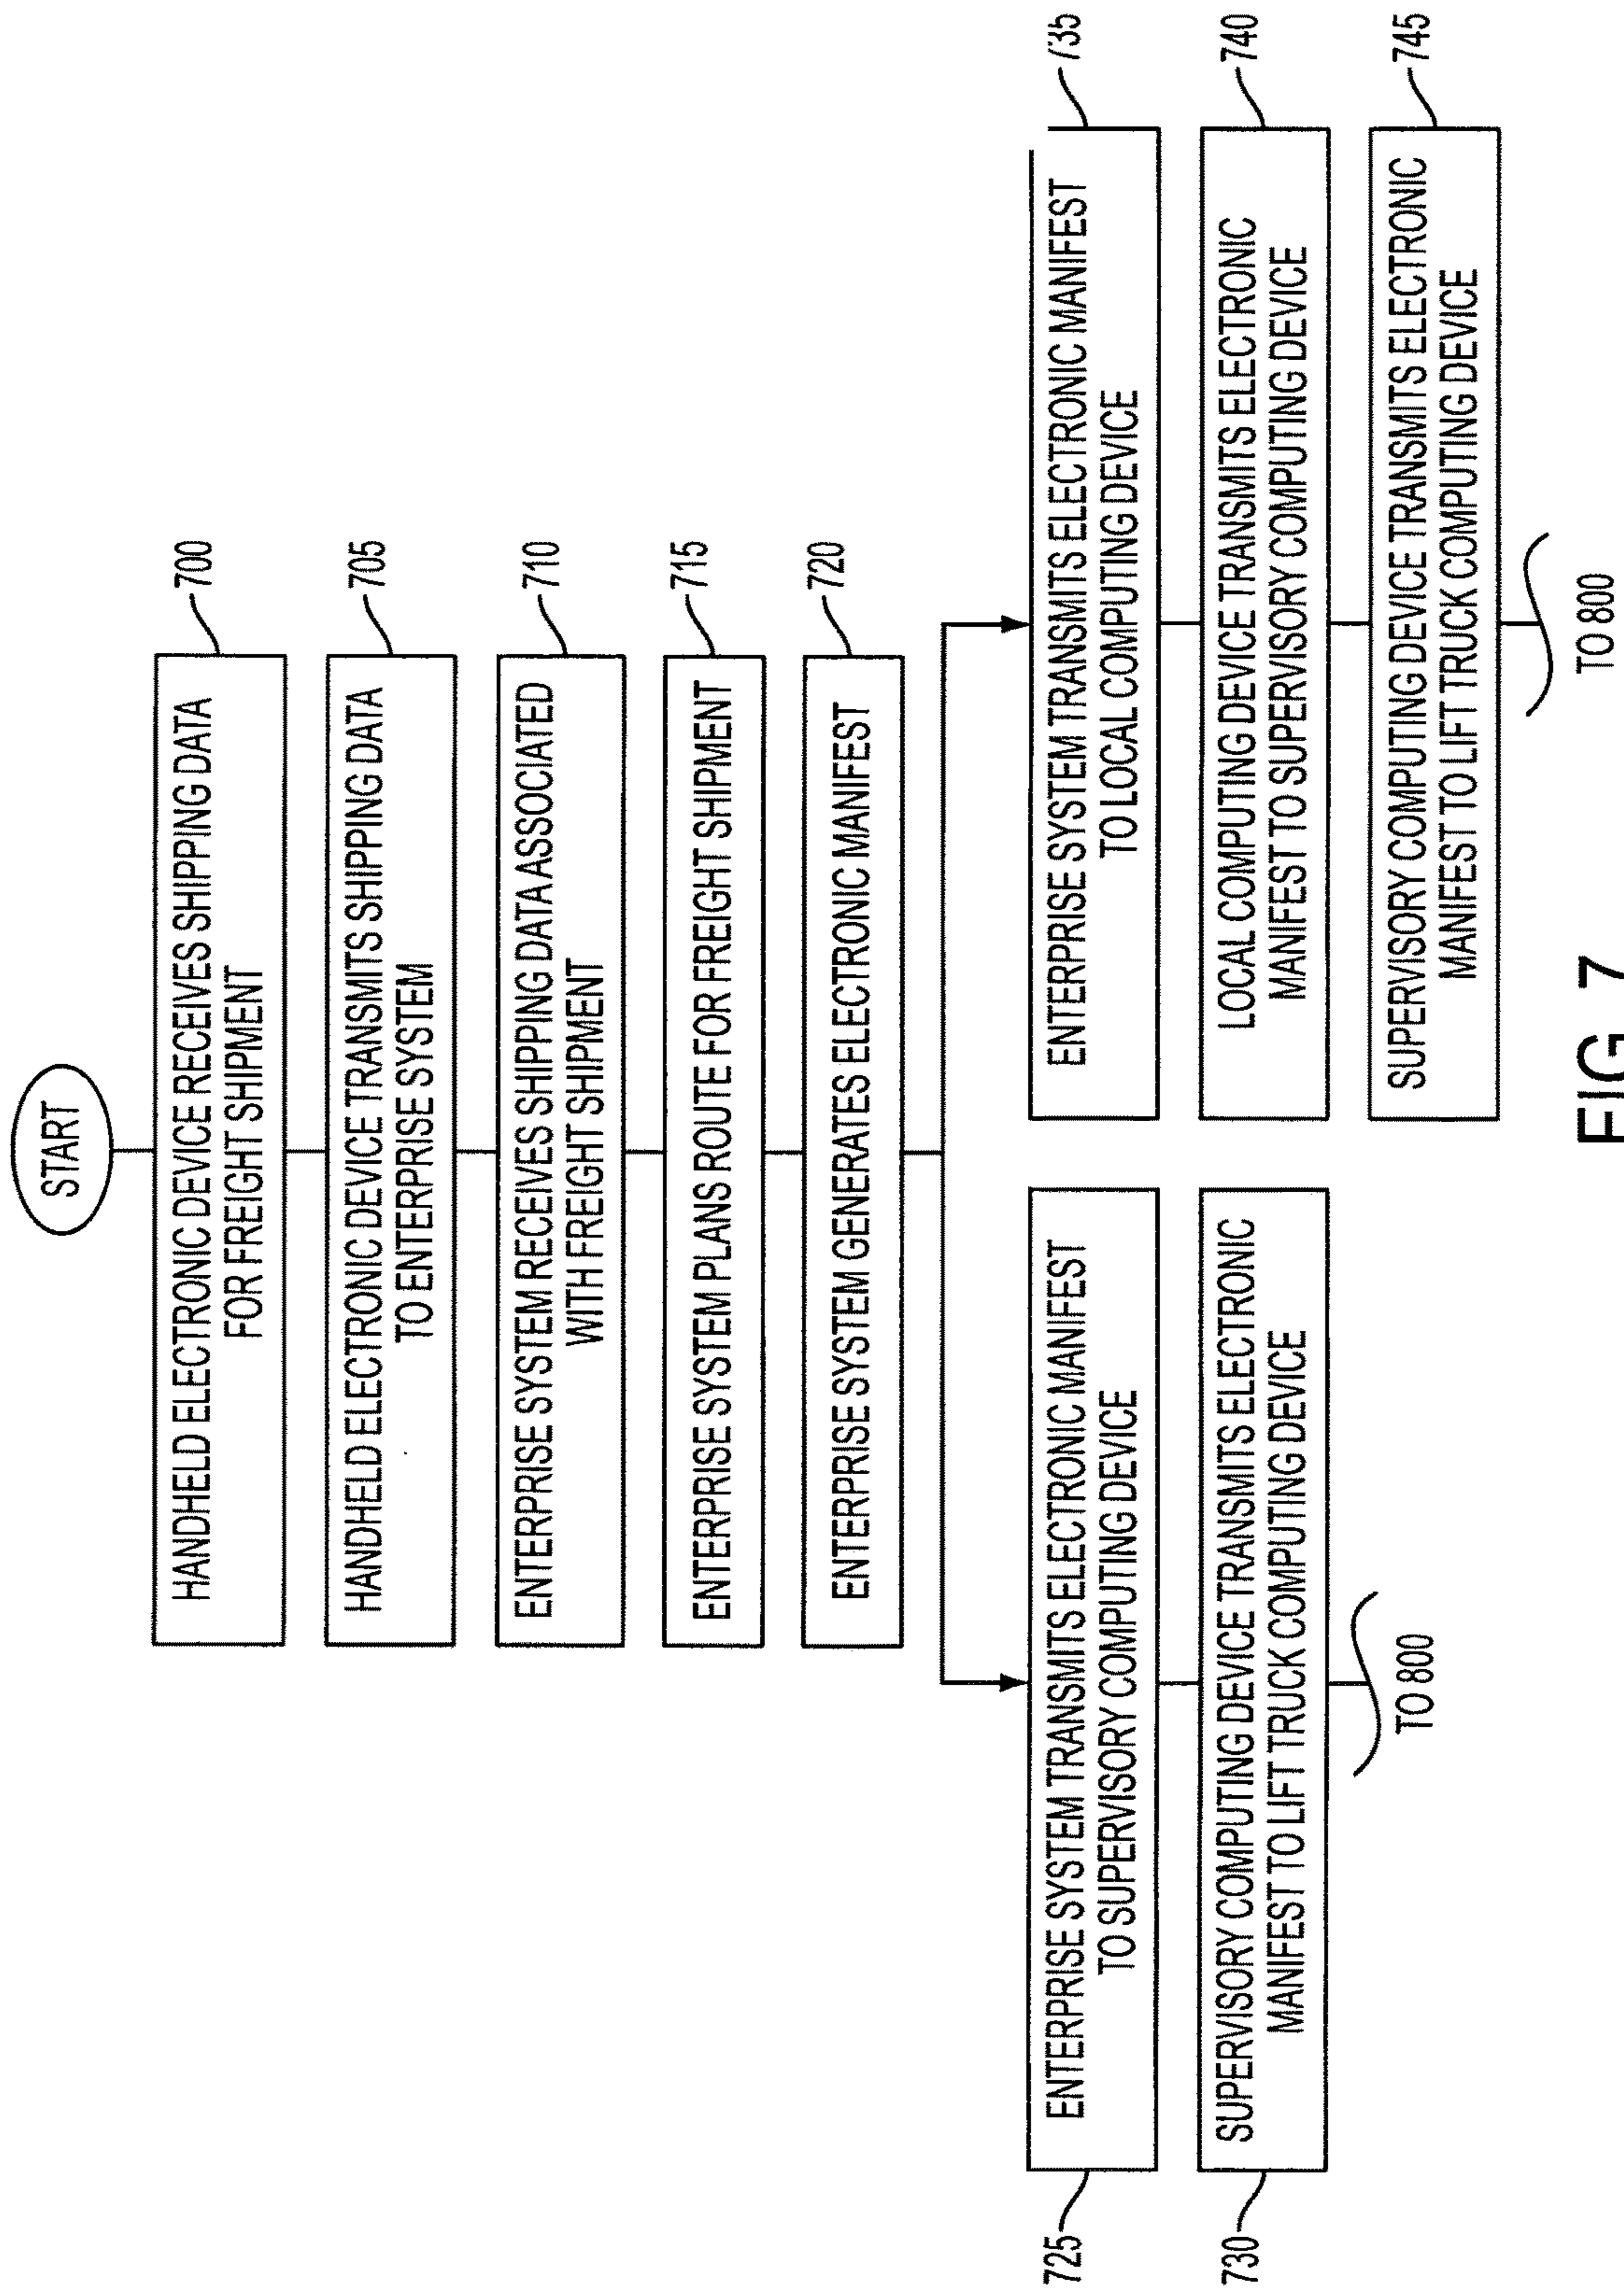 START
HANDHELD ELECTRONIC DEVICE RECEIVES SHIPPING DATA
FOR FREIGHT SHIPMENT
700
HANDHELD ELECTRONIC DEVICE TRANSMITS SHIPPING DATA
TO ENTERPRISE SYSTEM
705
ENTERPRISE SYSTEM RECEIVES SHIPPING DATA ASSOCIATED
WITH FREIGHT SHIPMENT
710
ENTERPRISE SYSTEM PLANS ROUTE FOR FREIGHT SHIPMENT
715
ENTERPRISE SYSTEM GENERATES ELECTRONIC MANIFEST
720
725
ENTERPRISE SYSTEM TRANSMITS ELECTRONIC MANIFEST
TO SUPERVISORY COMPUTING DEVICE
730
SUPERVISORY COMPUTING DEVICE TRANSMITS ELECTRONIC
MANIFEST TO LIFT TRUCK COMPUTING DEVICE
TO 800
ENTERPRISE SYSTEM TRANSMITS ELECTRONIC MANIFEST
TO LOCAL COMPUTING DEVICE
735
LOCAL COMPUTING DEVICE TRANSMITS ELECTRONIC
MANIFEST TO SUPERVISORY COMPUTING DEVICE
740
SUPERVISORY COMPUTING DEVICE TRANSMITS ELECTRONIC
MANIFEST TO LIFT TRUCK COMPUTING DEVICE
745
TO 800
FIG. 7